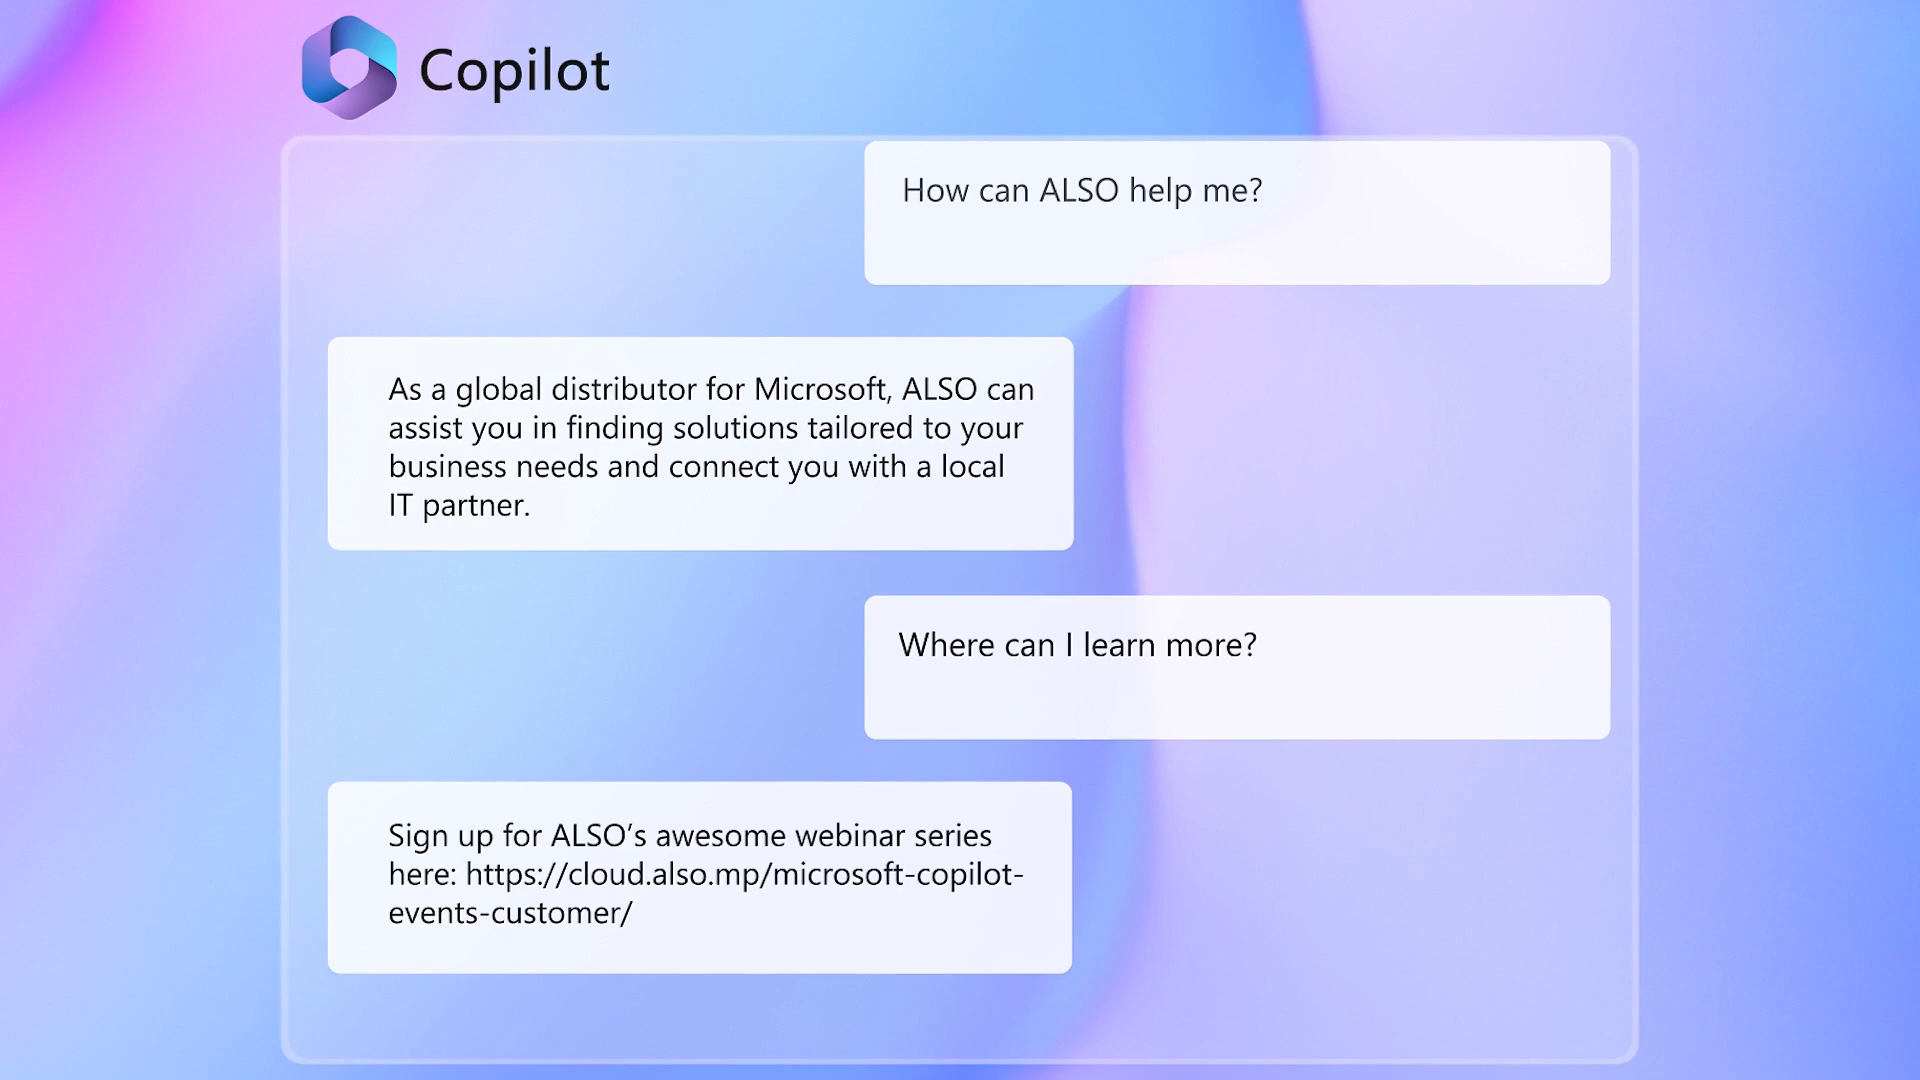 Copilot
How can ALSO help me?
As a global distributor for Microsoft, ALSO can
assist you in finding solutions tailored to your
business needs and connect you with a local
IT partner.
Where can I learn more?
Sign up for ALSO’s awesome webinar series
here: https://cloud.also.mp/microsoft-copilot-
events-customer/